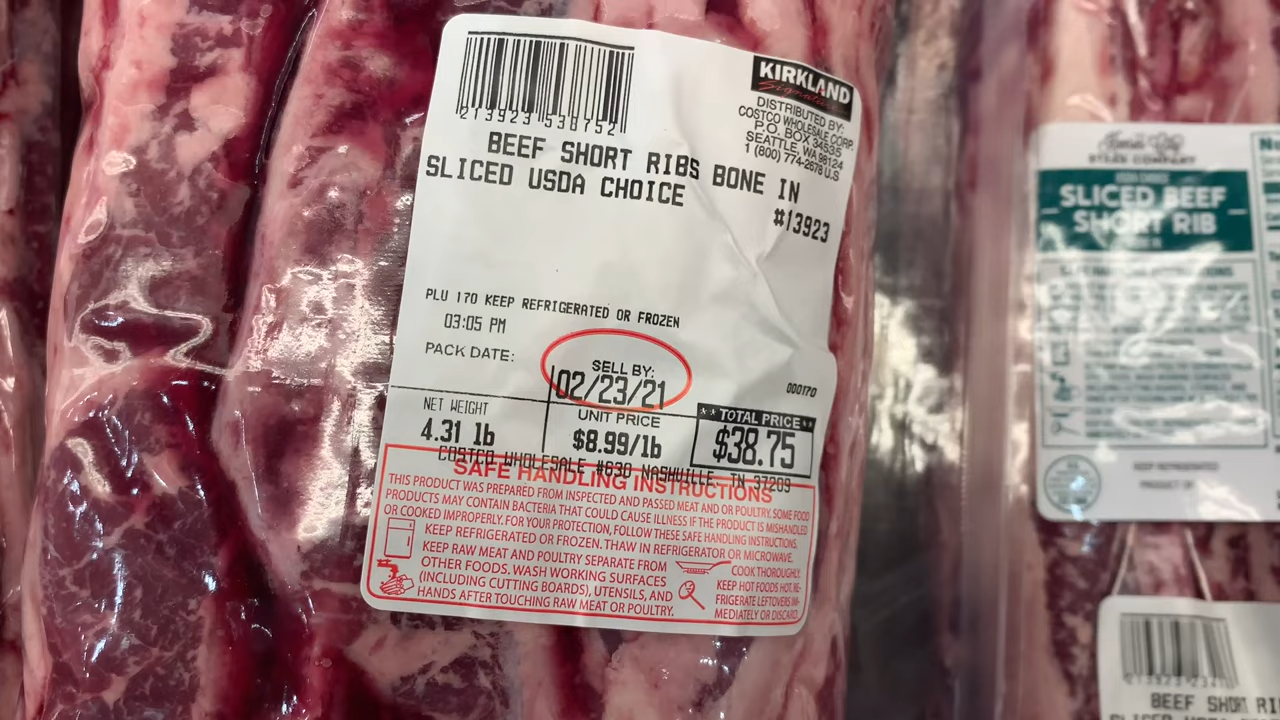 213923 538752
KIRKLAND
Signature
DISTRIBUTED BY:
COSTCO WHOLESALE CORP.
P.O. BOX 34535
SEATTLE, WA 98124
1 (800) 774-2678 U.S
BEEF SHORT RIBS BONE IN
SLICED USDA CHOICE
#13923
PLU 170 KEEP REFRIGERATED OR FROZEN
03:05 PM
PACK DATE:
SELL BY:
02/23/21
000170
NET WEIGHT
4.31 lb
UNIT PRICE
$8.99/lb
**TOTAL PRICE**
$38.75
COSTCO WHOLESALE #630 NASHVILLE, TN 37209
SAFE HANDLING INSTRUCTIONS
THIS PRODUCT WAS PREPARED FROM INSPECTED AND PASSED MEAT AND OR POULTRY. SOME FOOD
PRODUCTS MAY CONTAIN BACTERIA THAT COULD CAUSE ILLNESS IF THE PRODUCT IS MISHANDLED
OR COOKED IMPROPERLY. FOR YOUR PROTECTION, FOLLOW THESE SAFE HANDLING INSTRUCTIONS.
KEEP REFRIGERATED OR FROZEN. THAW IN REFRIGERATOR OR MICROWAVE.
KEEP RAW MEAT AND POULTRY SEPARATE FROM
OTHER FOODS. WASH WORKING SURFACES
(INCLUDING CUTTING BOARDS), UTENSILS, AND
HANDS AFTER TOUCHING RAW MEAT OR POULTRY.
COOK THOROUGHLY.
KEEP HOT FOODS HOT. RE-
FRIGERATE LEFTOVERS IM-
MEDIATELY OR DISCARD.
STEAK COMPANY
SLICED BEEF
SHORT RIB
KEEP REFRIGERATED
PRODUCT OF
BEEF SHORT RI